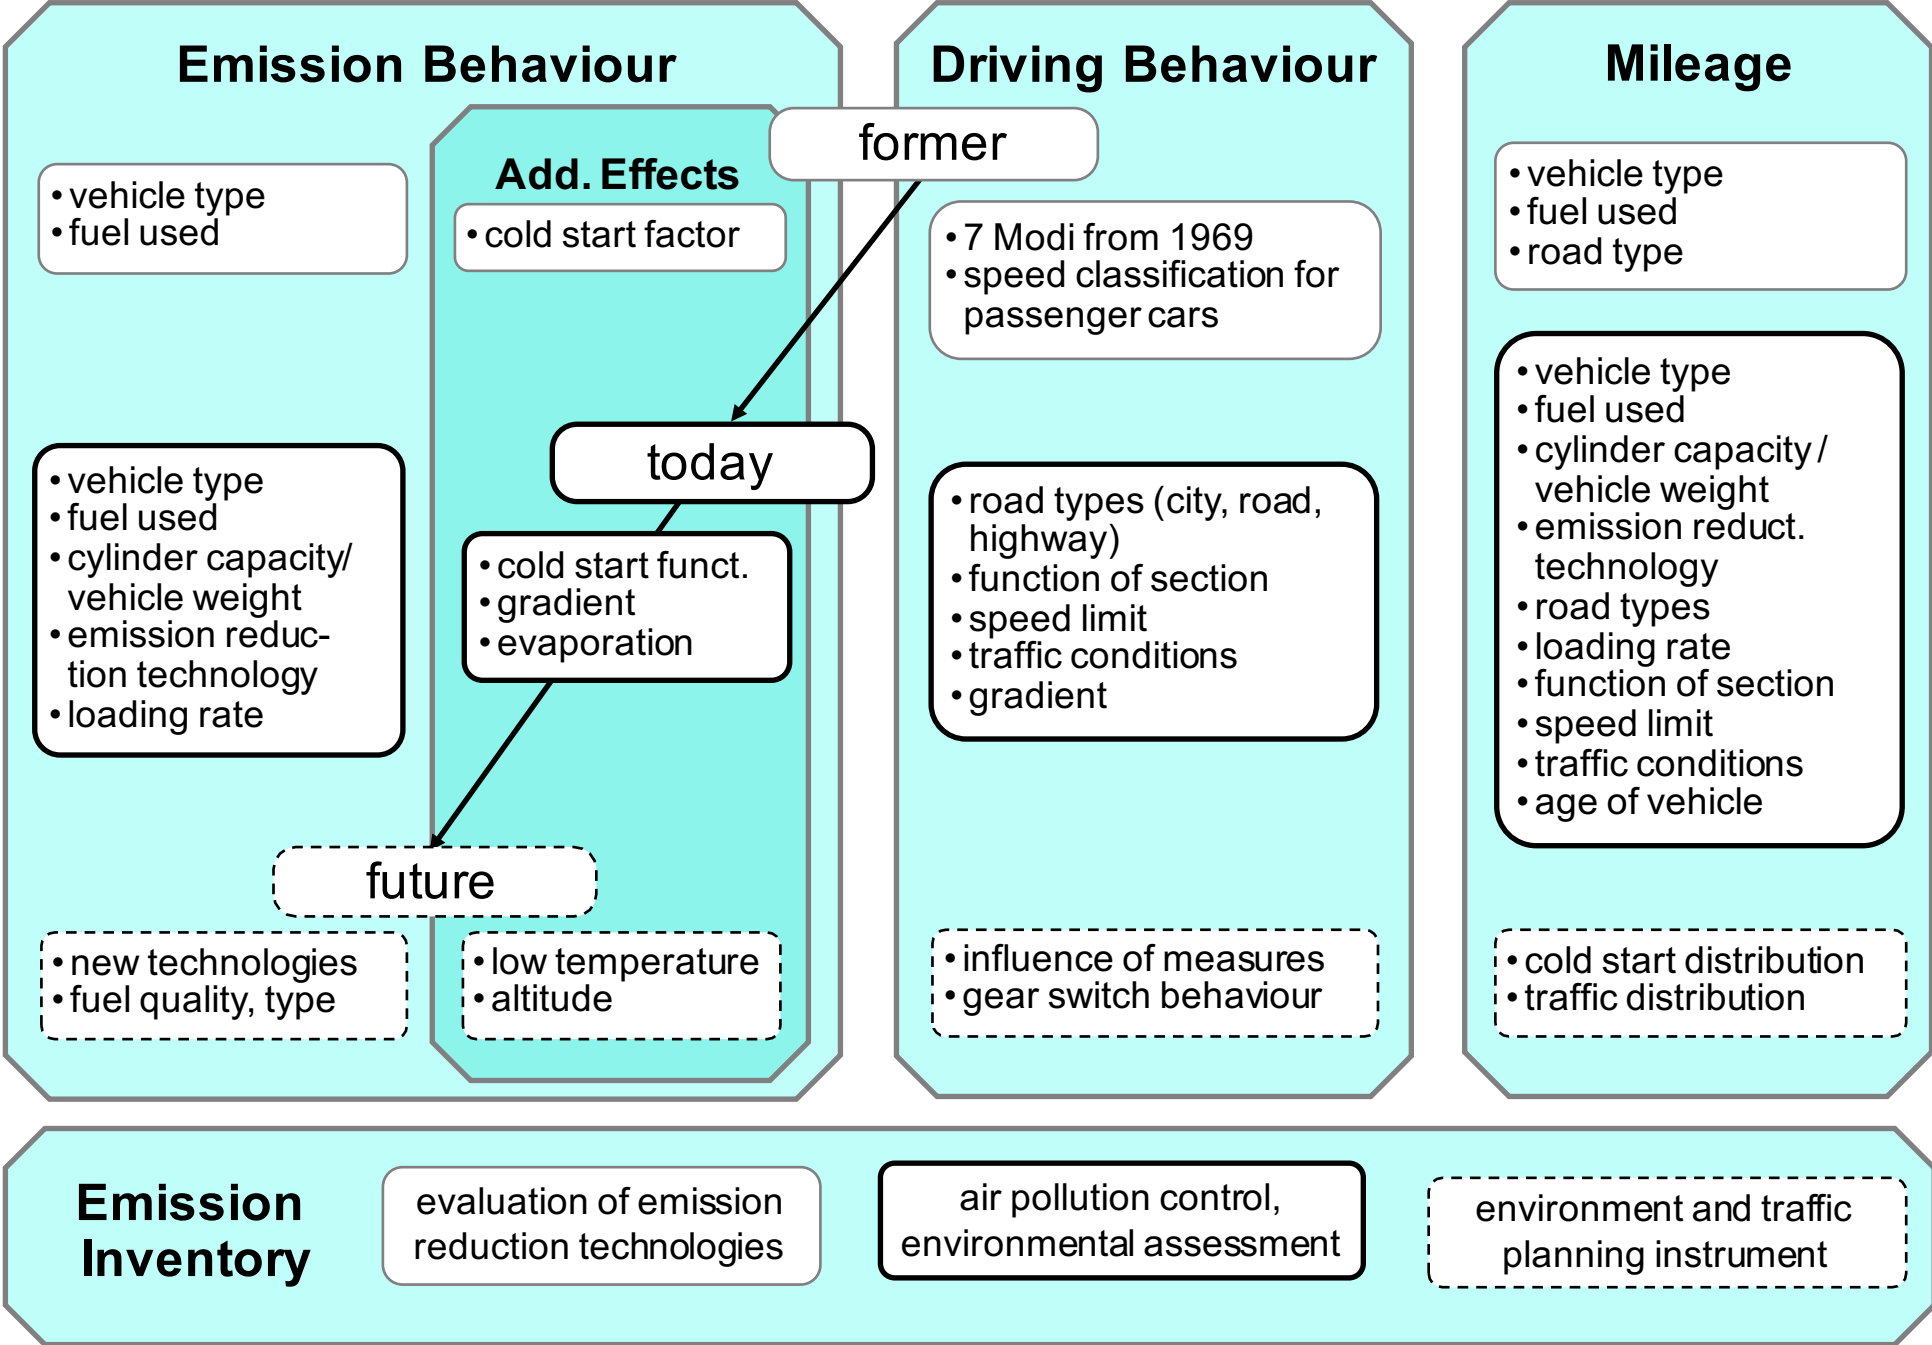 Emission Behaviour
• vehicle type
• fuel used
Add. Effects
• cold start factor
former
today
• vehicle type
• fuel used
• cylinder capacity/
vehicle weight
• emission reduc-
tion technology
• loading rate
• cold start funct.
• gradient
• evaporation
future
• new technologies
• fuel quality, type
• low temperature
• altitude
Driving Behaviour
• 7 Modi from 1969
• speed classification for
passenger cars
• road types (city, road,
highway)
• function of section
• speed limit
• traffic conditions
• gradient
• influence of measures
• gear switch behaviour
Mileage
• vehicle type
• fuel used
• road type
• vehicle type
• fuel used
• cylinder capacity /
vehicle weight
• emission reduct.
technology
• road types
• loading rate
• function of section
• speed limit
• traffic conditions
• age of vehicle
• cold start distribution
• traffic distribution
Emission
Inventory
evaluation of emission
reduction technologies
air pollution control,
environmental assessment
environment and traffic
planning instrument